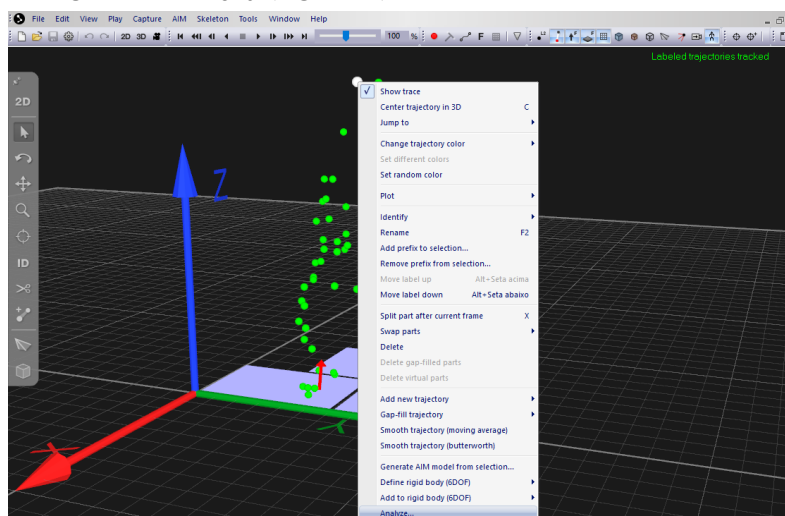 File Edit View Play Capture AIM Skeleton Tools Window Help
2D 3D 100 % F
Labeled trajectories tracked
2D
ID
Z
X
Y
Show trace
Center trajectory in 3D C
Jump to
Change trajectory color
Set different colors
Set random color
Plot
Identify
Rename F2
Add prefix to selection...
Remove prefix from selection...
Move label up Alt+Seta acima
Move label down Alt+Seta abaixo
Split part after current frame X
Swap parts
Delete
Delete gap-filled parts
Delete virtual parts
Add new trajectory
Gap-fill trajectory
Smooth trajectory (moving average)
Smooth trajectory (butterworth)
Generate AIM model from selection...
Define rigid body (6DOF)
Add to rigid body (6DOF)
Analyze...